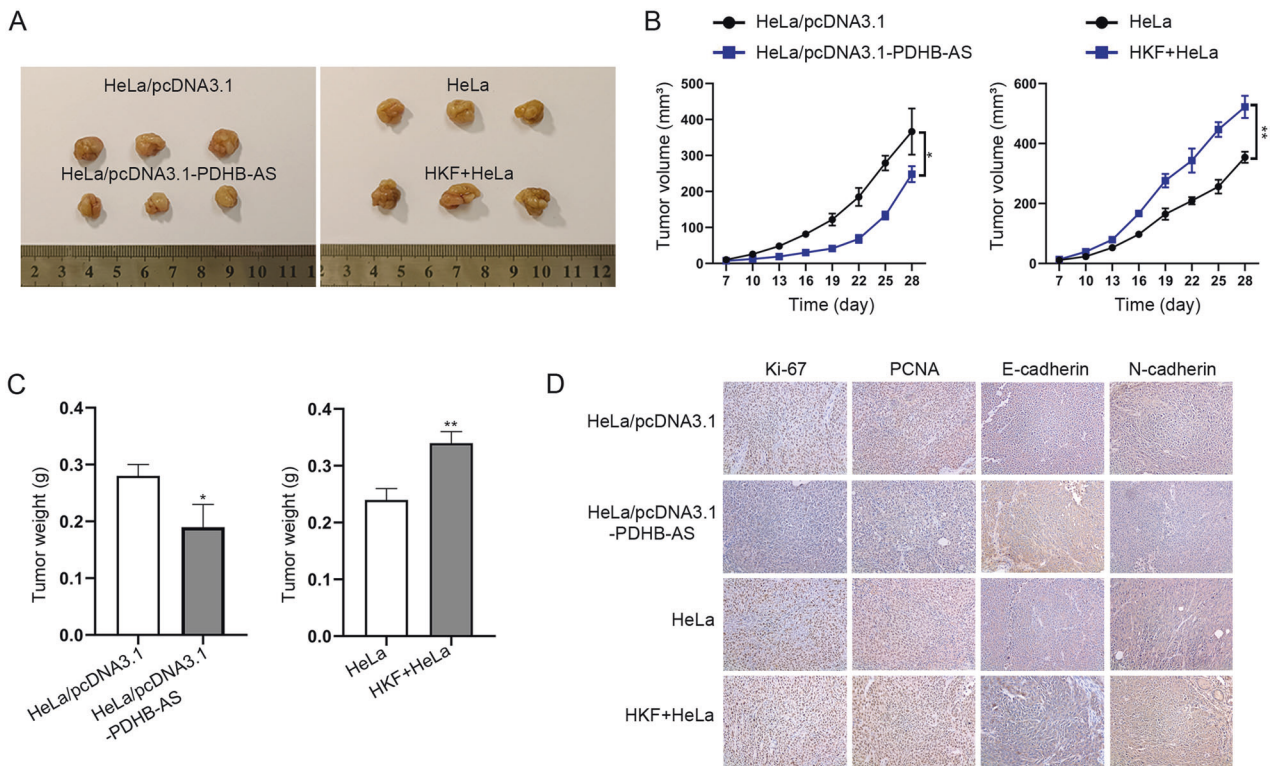 A
HeLa/pcDNA3.1
HeLa/pcDNA3.1-PDHB-AS
2 3 4 5 6 7 8 9 10 11 1
HeLa
HKF+HeLa
2 3 4 5 6 7 8 9 10 11 12
B
HeLa/pcDNA3.1
HeLa/pcDNA3.1-PDHB-AS
Tumor volume (mm³)
500
400
300
200
100
0
7 10 13 16 19 22 25 28
Time (day)
*
HeLa
HKF+HeLa
Tumor volume (mm³)
600
400
200
0
7 10 13 16 19 22 25 28
Time (day)
**
C
Tumor weight (g)
0.4
0.3
0.2
0.1
0.0
*
HeLa/pcDNA3.1
HeLa/pcDNA3.1
-PDHB-AS
Tumor weight (g)
0.4
0.3
0.2
0.1
0.0
**
HeLa
HKF+HeLa
D
Ki-67 PCNA E-cadherin N-cadherin
HeLa/pcDNA3.1
HeLa/pcDNA3.1
-PDHB-AS
HeLa
HKF+HeLa